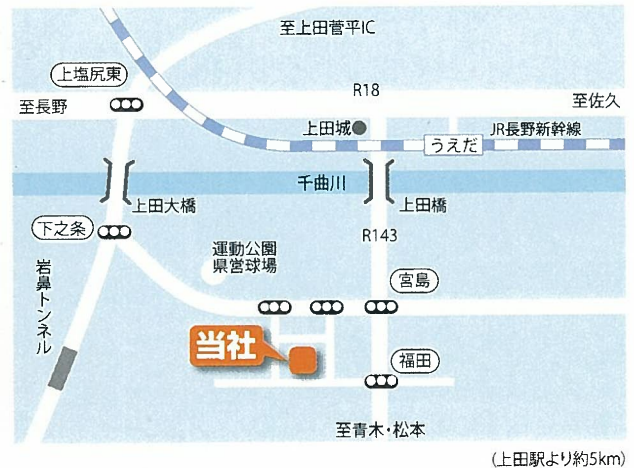 至上田菅平IC
上塩尻東
R18
至長野
至佐久
上田城
JR長野新幹線
うえだ
千曲川
上田大橋
上田橋
下之条
R143
運動公園
県営球場
岩鼻トンネル
宮島
当社
福田
至青木・松本
(上田駅より約5km)